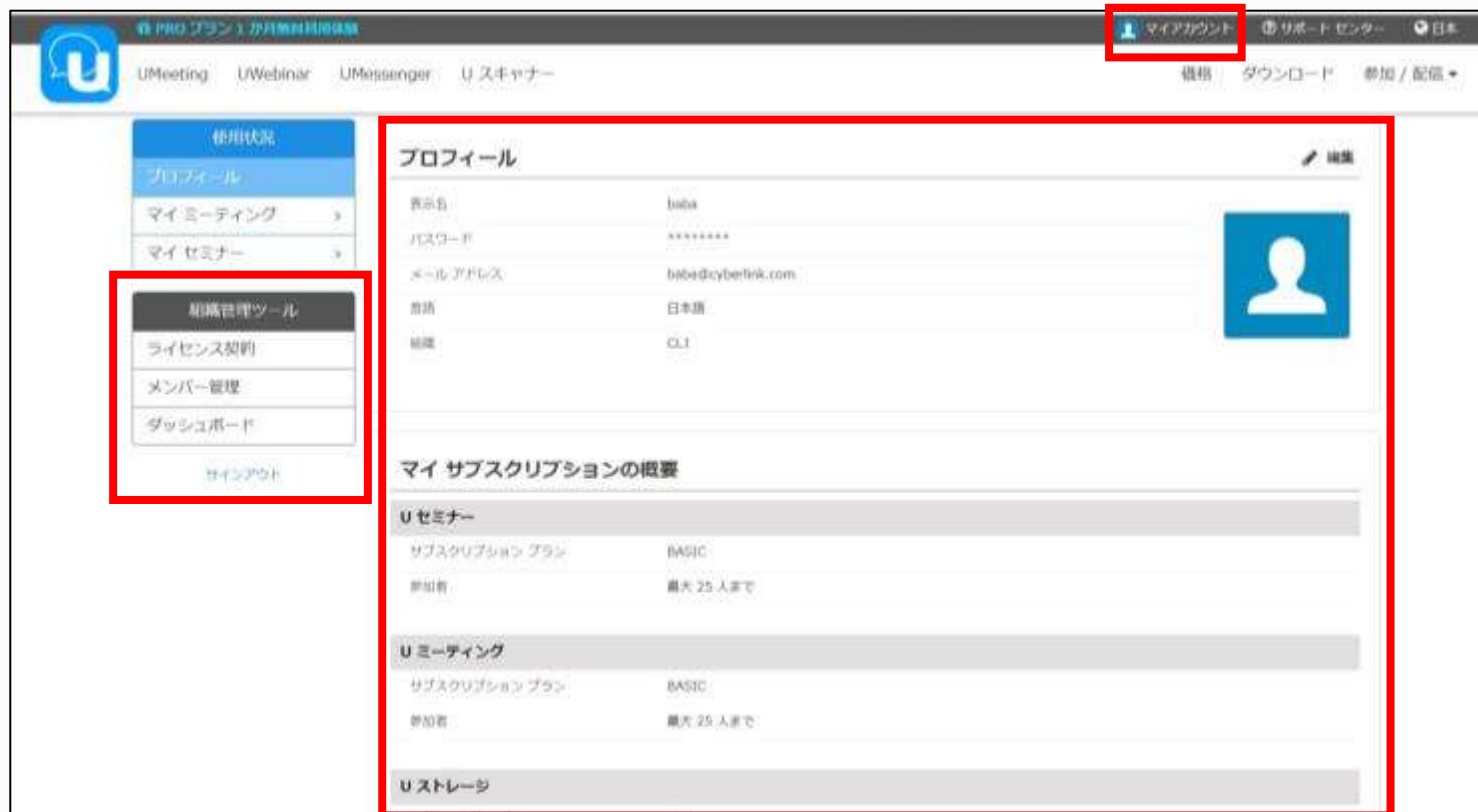 PRO プラン 1 か月無料利用体験
マイアカウント サポート センター 日本
U
UMeeting UWebinar UMessenger U スキャナー 価格 ダウンロード 参加 / 配信
使用状況
プロフィール
マイ ミーティング
マイ セミナー
組織管理ツール
ライセンス契約
メンバー管理
ダッシュボード
サインアウト
プロフィール 編集
表示名 baba
パスワード ********
メール アドレス baba@cyberlink.com
言語 日本語
組織 CLJ
マイ サブスクリプションの概要
U セミナー
サブスクリプション プラン BASIC
参加者 最大 25 人まで
U ミーティング
サブスクリプション プラン BASIC
参加者 最大 25 人まで
U ストレージ